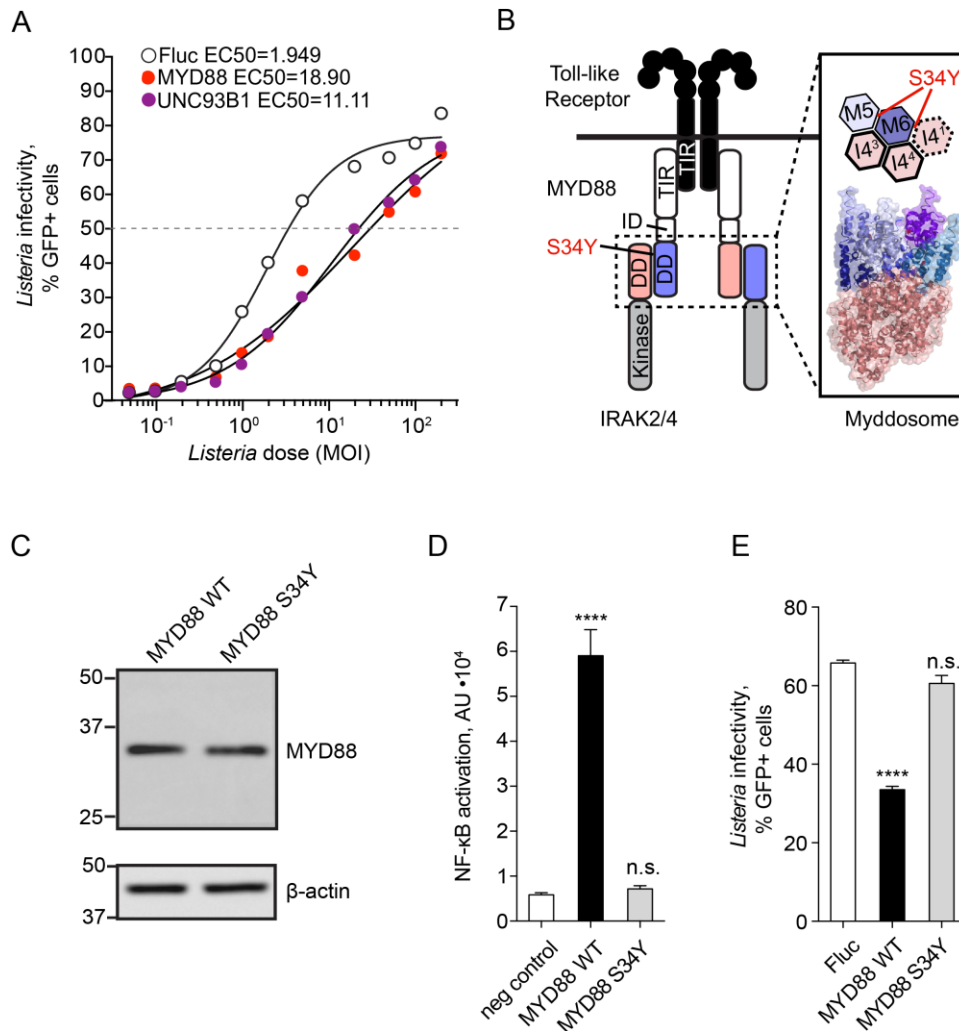 A
Fluc EC50=1.949
MYD88 EC50=18.90
UNC93B1 EC50=11.11
Listeria infectivity,
% GFP+ cells
100
90
80
70
60
50
40
30
20
10
0
10⁻¹ 10⁰ 10¹ 10²
Listeria dose (MOI)
B
Toll-like
Receptor
TIR
TIR
MYD88
ID
S34Y
DD
DD
Kinase
IRAK2/4
S34Y
M5
M6
I4¹
I4³
I4⁴
Myddosome
C
MYD88 WT
MYD88 S34Y
50
37
25
MYD88
50
37
β-actin
D
NF-κB activation, AU •10⁴
7
6
5
4
3
2
1
0
****
n.s.
neg control
MYD88 WT
MYD88 S34Y
E
Listeria infectivity,
% GFP+ cells
80
60
40
20
0
****
n.s.
Fluc
MYD88 WT
MYD88 S34Y